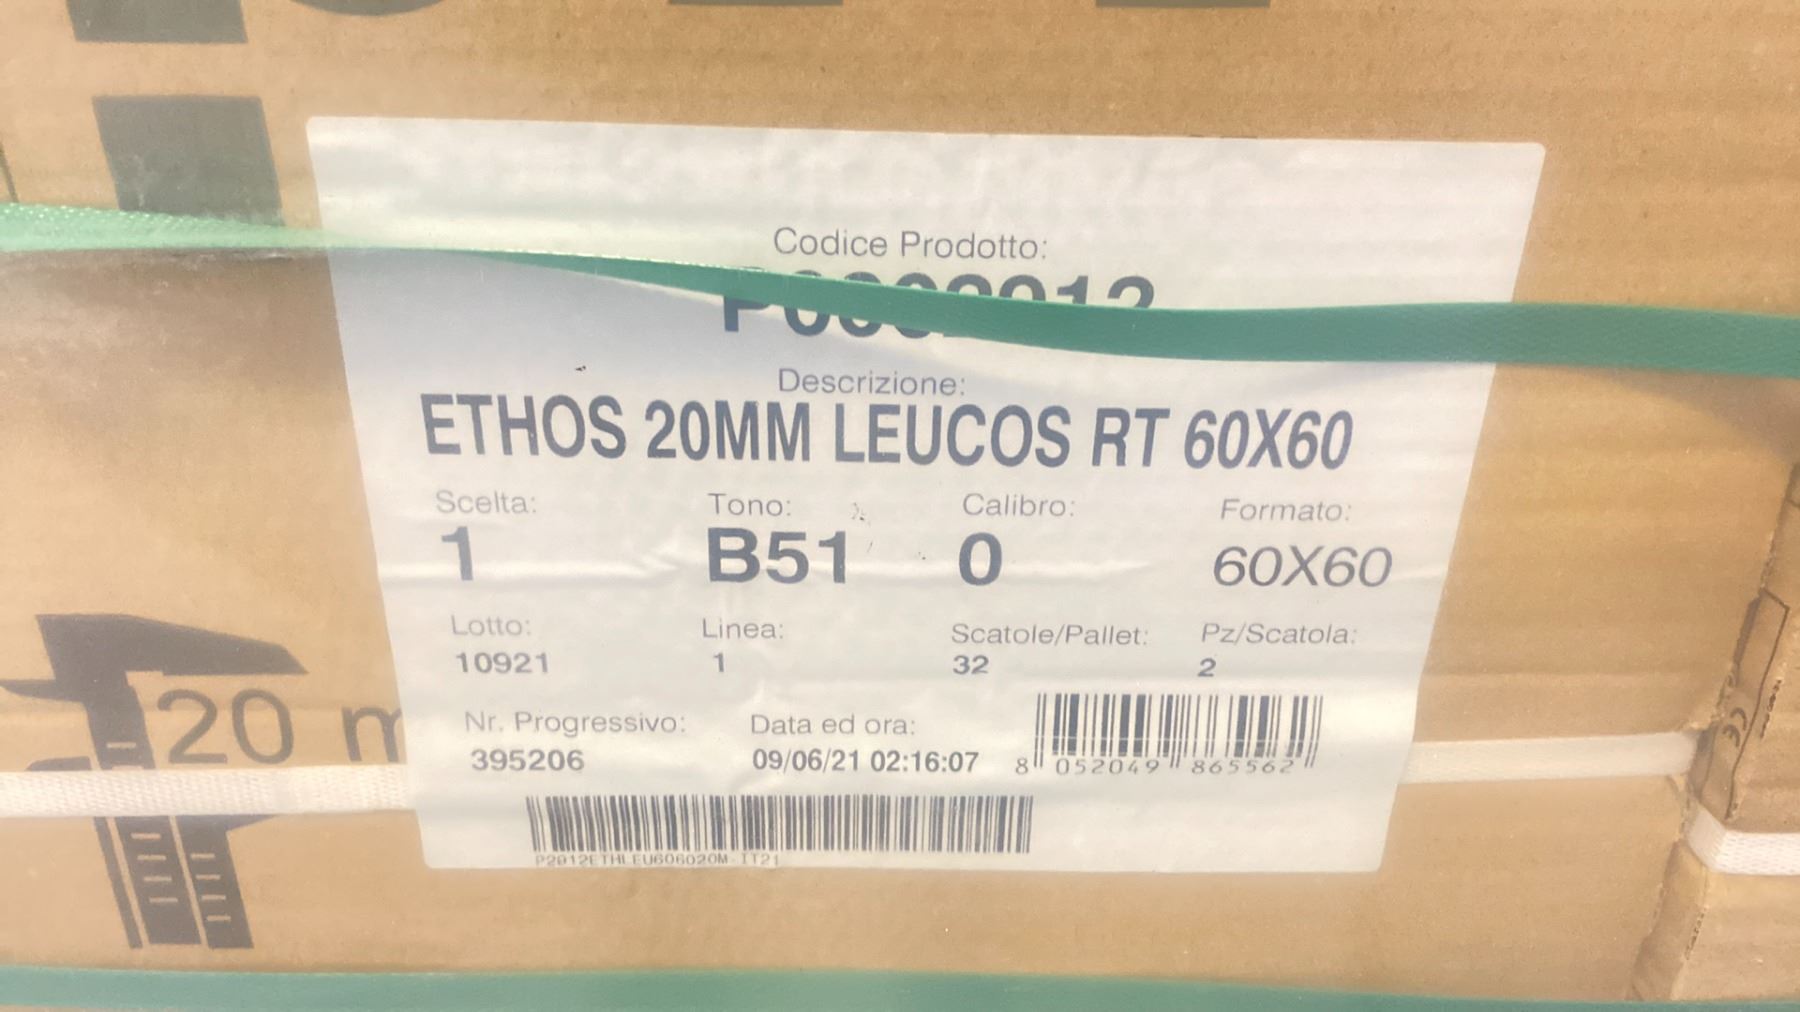 Codice Prodotto:
Descrizione:
ETHOS 20MM LEUCOS RT 60X60
Scelta: Tono: Calibro: Formato:
1 B51 0 60X60
Lotto: Linea: Scatole/Pallet: Pz/Scatola:
10921 1 32 2
Nr. Progressivo: Data ed ora:
395206 09/06/21 02:16:07 8 052049 865562
P2012ETHLEU606020M-IT21
20 m
CE